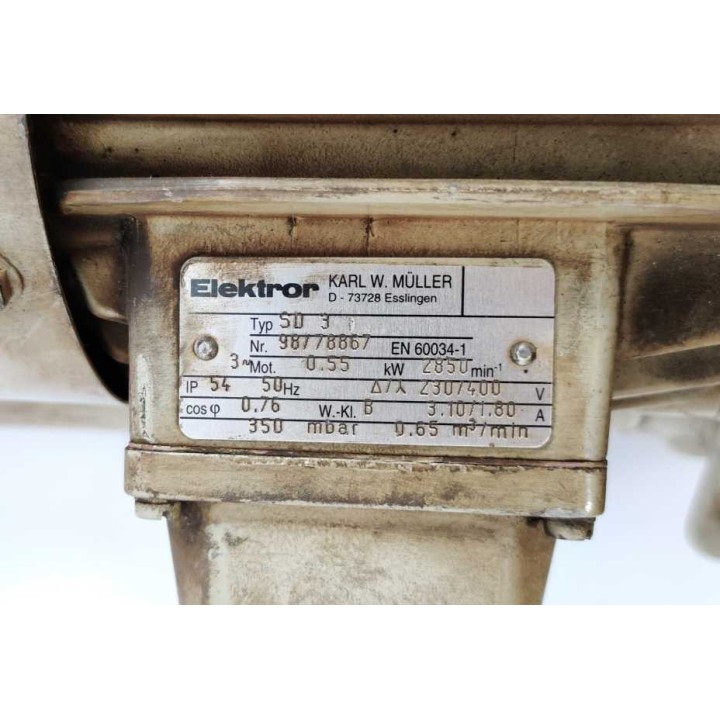 Elektror KARL W. MÜLLER
D - 73728 Esslingen
Typ SD 3
Nr. 98778867 EN 60034-1
3~Mot. 0.55 kW 2850 min⁻¹
IP 54 50Hz Δ/⅄ 230/400 V
cos φ 0,76 W.-Kl. B 3.10/1.80 A
350 mbar 0.65 m³/min